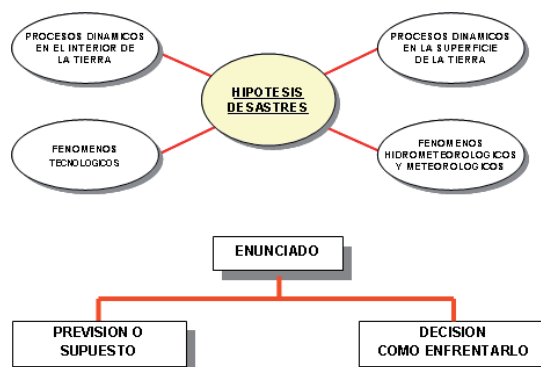 PROCESOS DINAMICOS
EN EL INTERIOR DE
LA TIERRA
PROCESOS DINAMICOS
EN LA SUPERFICIE
DE LA TIERRA
HIPOTESIS
DESASTRES
FENOMENOS
TECNOLOGICOS
FENOMENOS
HIDROMETEOROLOGICOS
Y METEOROLOGICOS
ENUNCIADO
PREVISION O
SUPUESTO
DECISION
COMO ENFRENTARLO